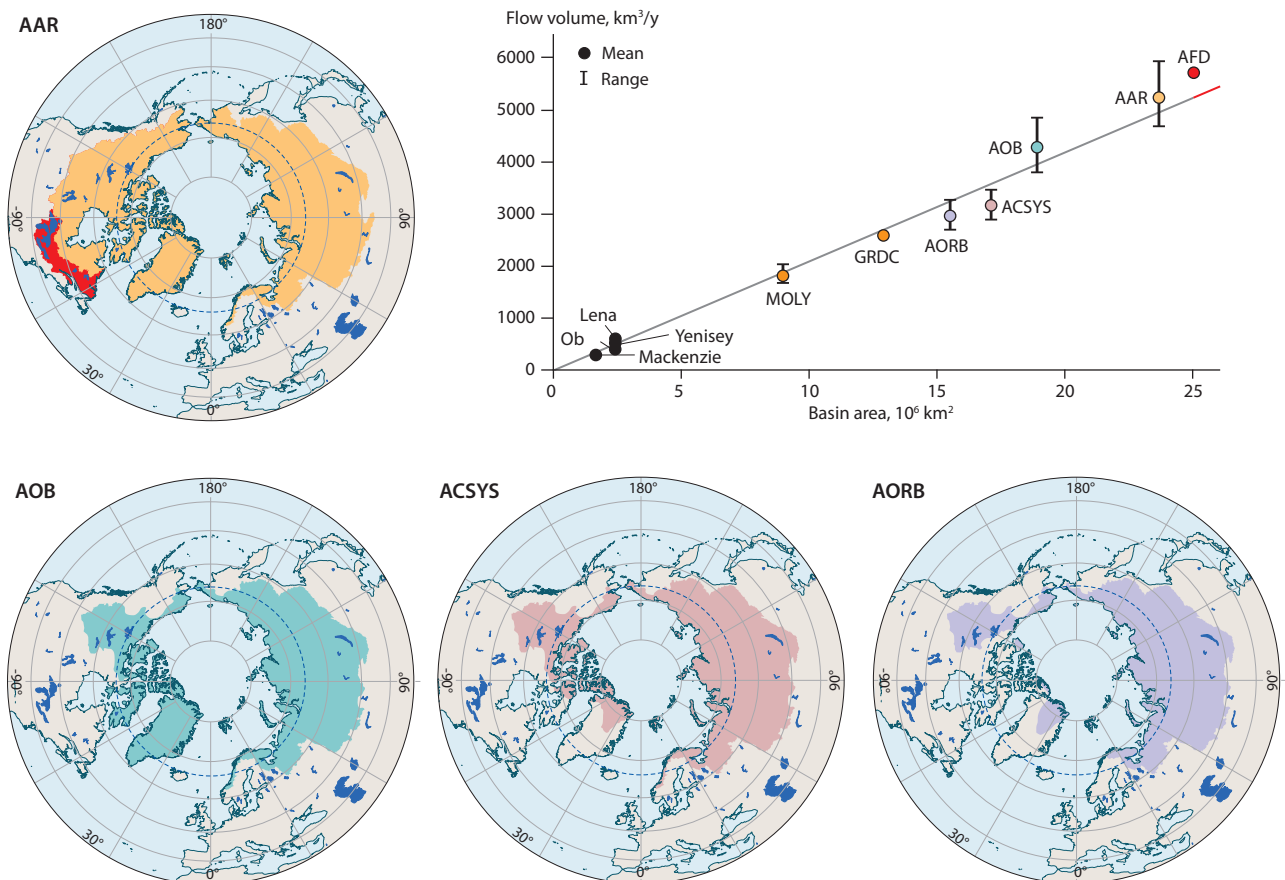 AAR
180°
90°
0°
30°
-90°
Flow volume, km³/y
Mean
Range
6000
5000
4000
3000
2000
1000
0
AFD
AAR
AOB
ACSYS
AORB
GRDC
MOLY
Lena
Ob
Yenisey
Mackenzie
0
5
10
15
20
25
Basin area, 10⁶ km²
AOB
180°
90°
0°
30°
-90°
ACSYS
180°
90°
0°
30°
-90°
AORB
180°
90°
0°
30°
-90°